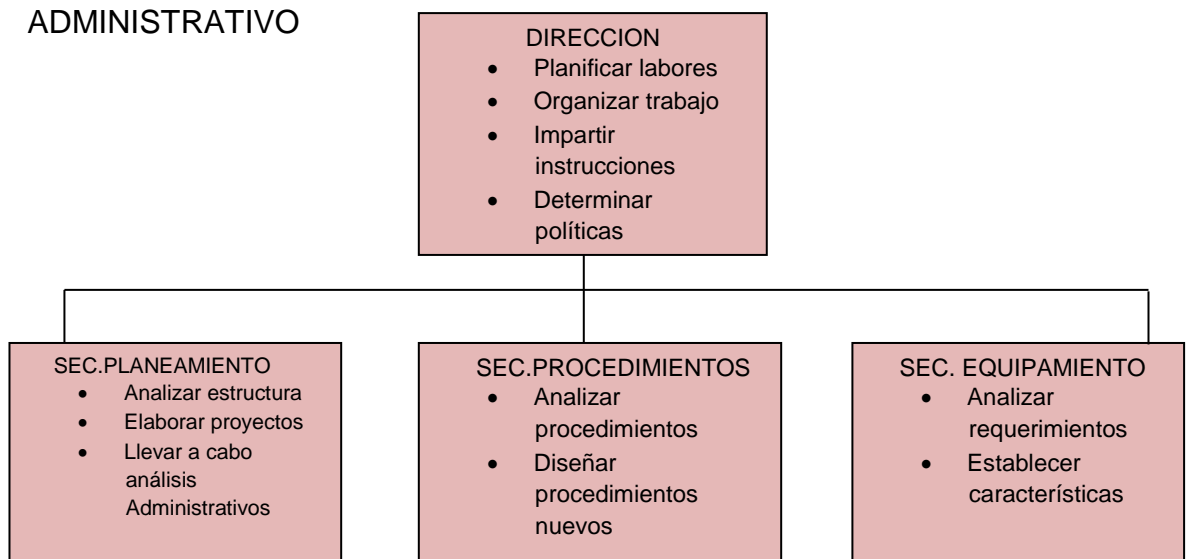 ADMINISTRATIVO
DIRECCION
• Planificar labores
• Organizar trabajo
• Impartir
instrucciones
• Determinar
políticas
SEC.PLANEAMIENTO
• Analizar estructura
• Elaborar proyectos
• Llevar a cabo
análisis
Administrativos
SEC.PROCEDIMIENTOS
• Analizar
procedimientos
• Diseñar
procedimientos
nuevos
SEC. EQUIPAMIENTO
• Analizar
requerimientos
• Establecer
características